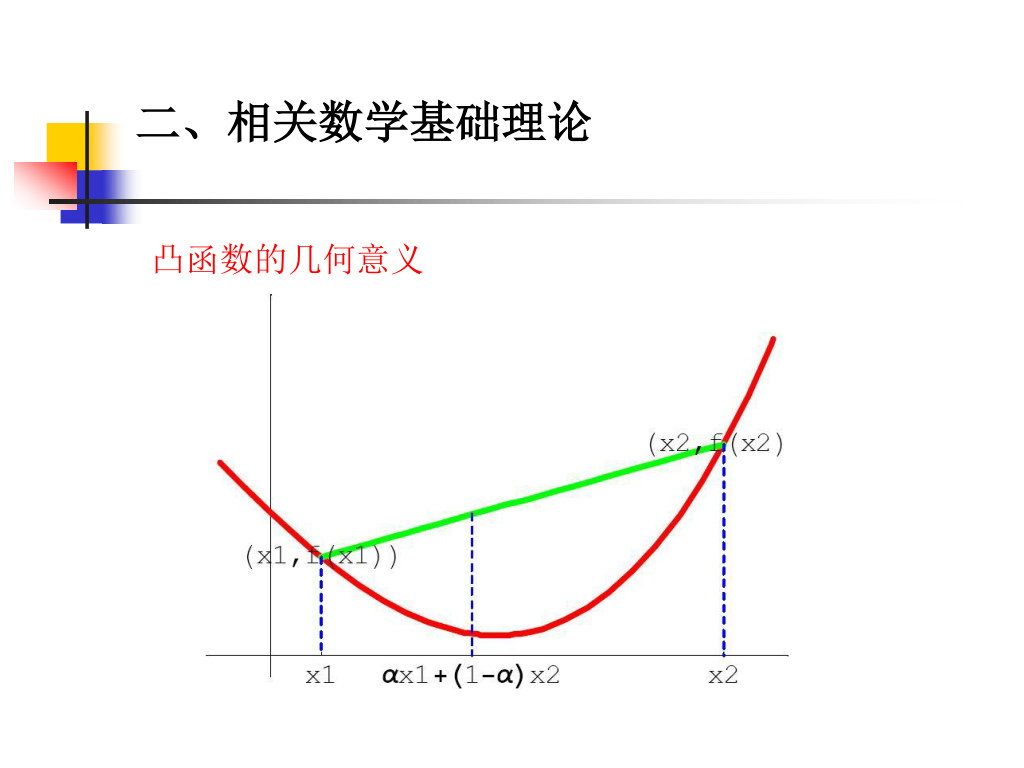 二、相关数学基础理论
凸函数的几何意义
(x2,f(x2)
(x1,f(x1))
x1
αx1+(1-α)x2
x2